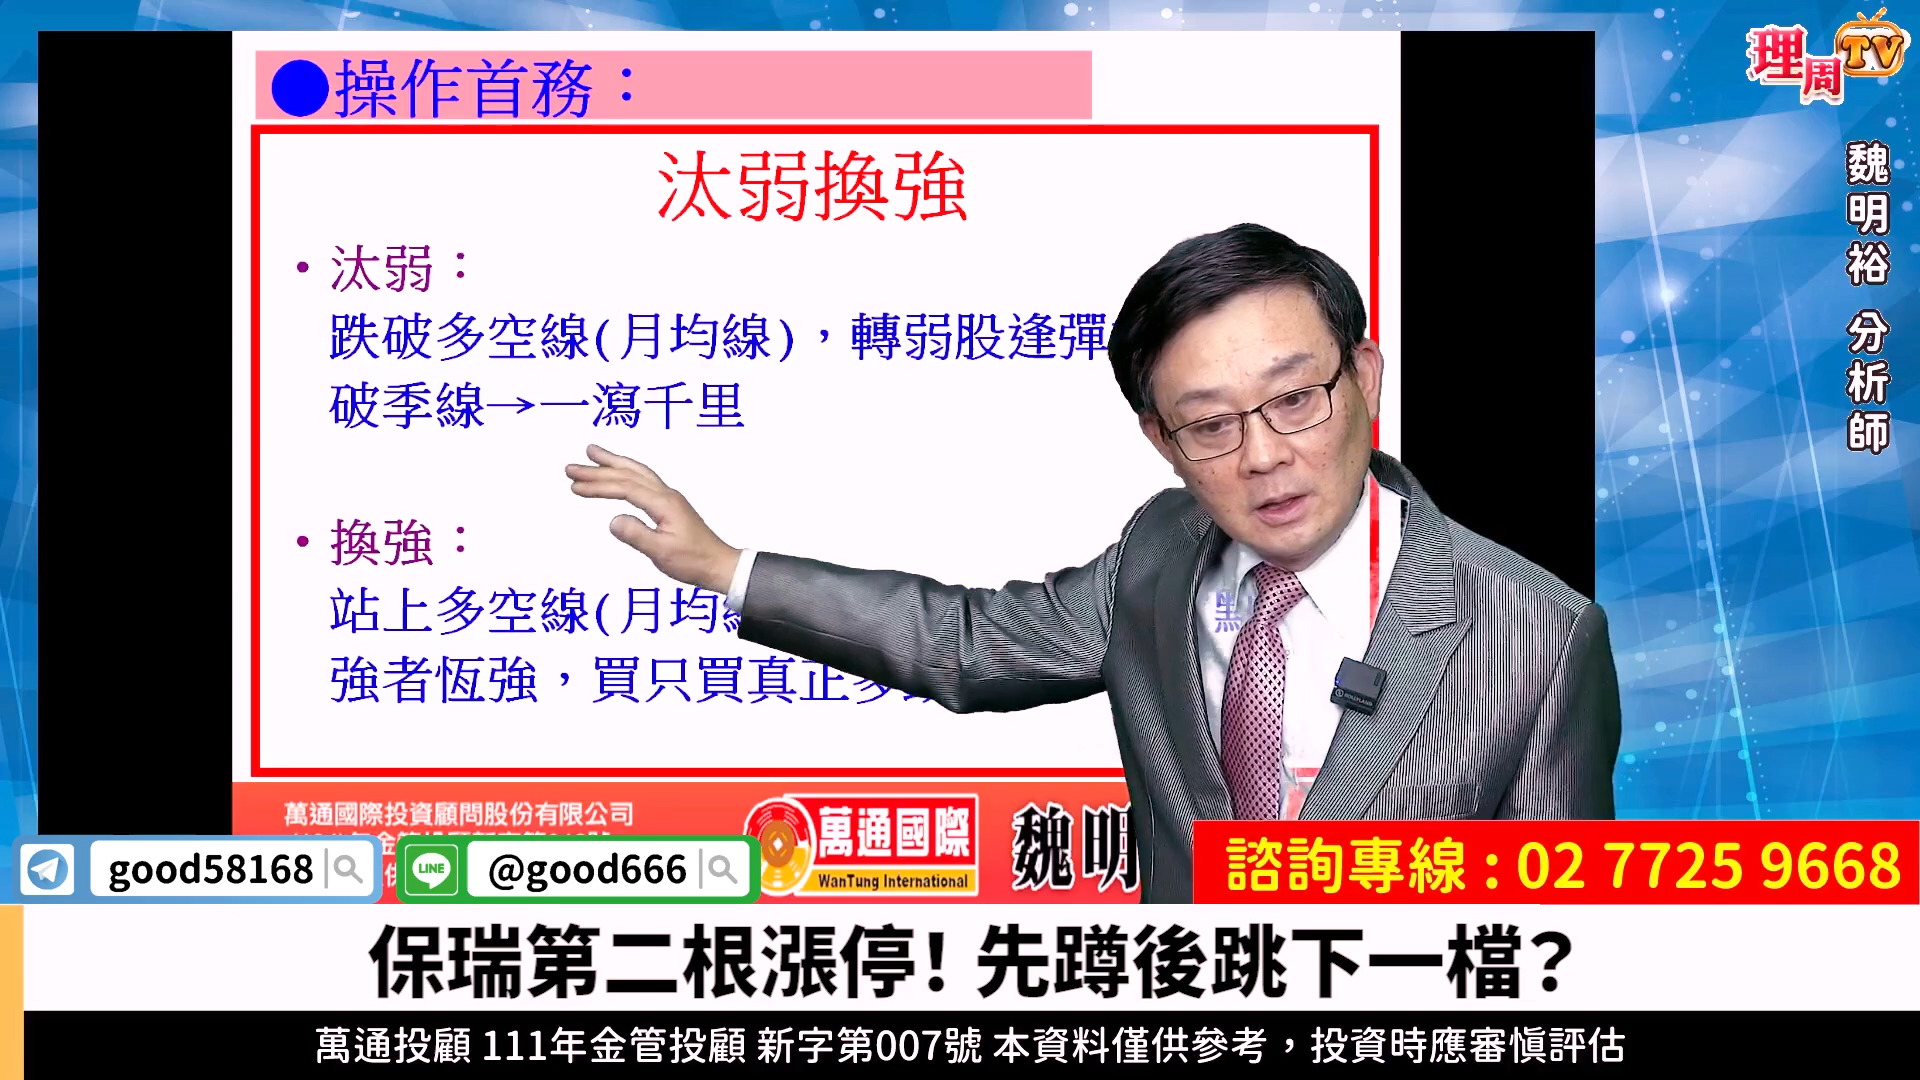 ●操作首務：
汰弱換強
•汰弱：
跌破多空線(月均線)，轉弱股逢彈
破季線→一瀉千里
•換強：
站上多空線(月均
點
強者恆強，買只買真正多
萬通國際投資顧問股份有限公司
萬通國際
WanTung International
魏明
good58168
LINE
@good666
諮詢專線：02 7725 9668
保瑞第二根漲停！先蹲後跳下一檔？
萬通投顧 111年金管投顧 新字第007號 本資料僅供參考，投資時應審慎評估
理周TV
魏明裕 分析師
HOLLYLAND